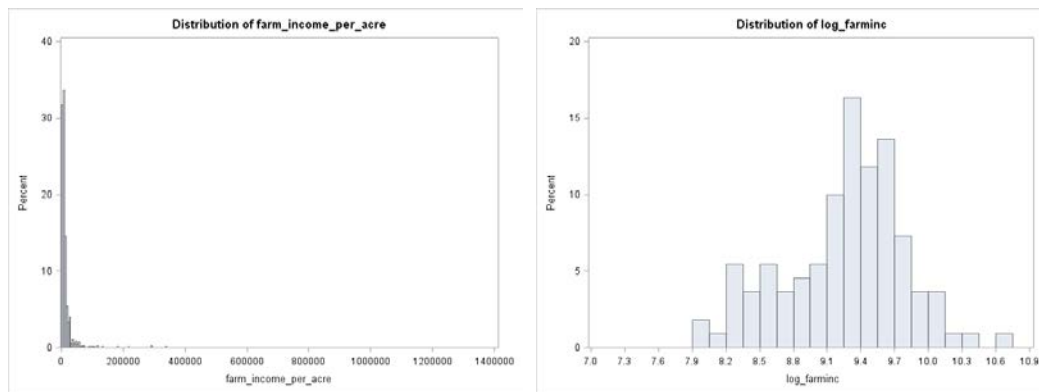 Distribution of farm_income_per_acre
40
30
20
10
0
Percent
0 200000 400000 600000 800000 1000000 1200000 1400000
farm_income_per_acre
Distribution of log_farminc
20
15
10
5
0
Percent
7.0 7.3 7.6 7.9 8.2 8.5 8.8 9.1 9.4 9.7 10.0 10.3 10.6 10.9
log_farminc